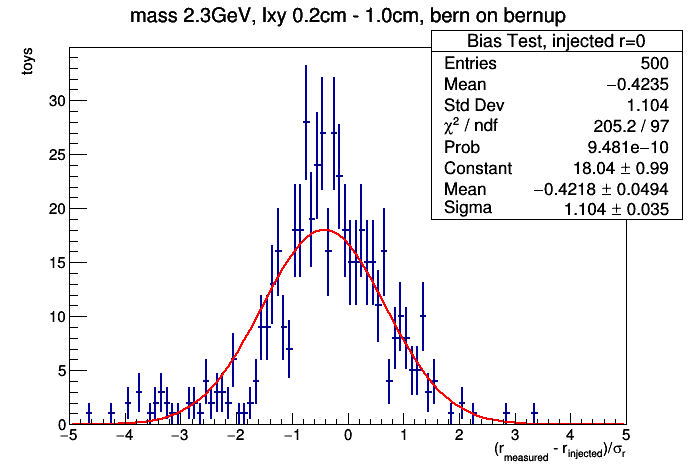 mass 2.3GeV, lxy 0.2cm - 1.0cm, bern on bernup
toys
Bias Test, injected r=0
Entries 500
Mean −0.4235
Std Dev 1.104
χ² / ndf 205.2 / 97
Prob 9.481e−10
Constant 18.04 ± 0.99
Mean −0.4218 ± 0.0494
Sigma 1.104 ± 0.035
30
25
20
15
10
5
0
−5 −4 −3 −2 −1 0 1 2 3 4 5
(r_measured - r_injected)/σ_r